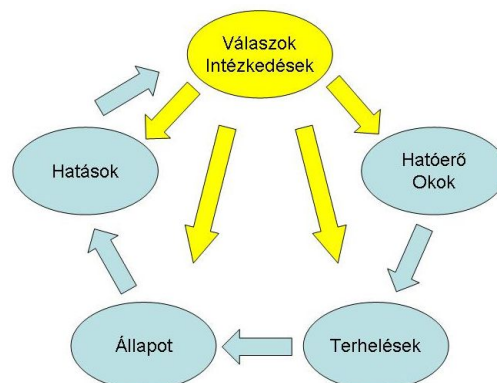 Válaszok
Intézkedések
Hatások
Hatóerő
Okok
Állapot
Terhelések